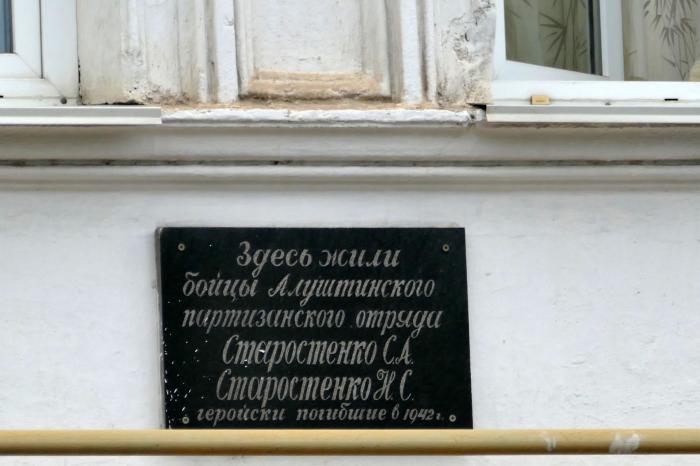 Здесь жили
бойцы Алуштинского
партизанского отряда
Старостенко С.А.
Старостенко Н.С.
геройски погибшие в 1942г.